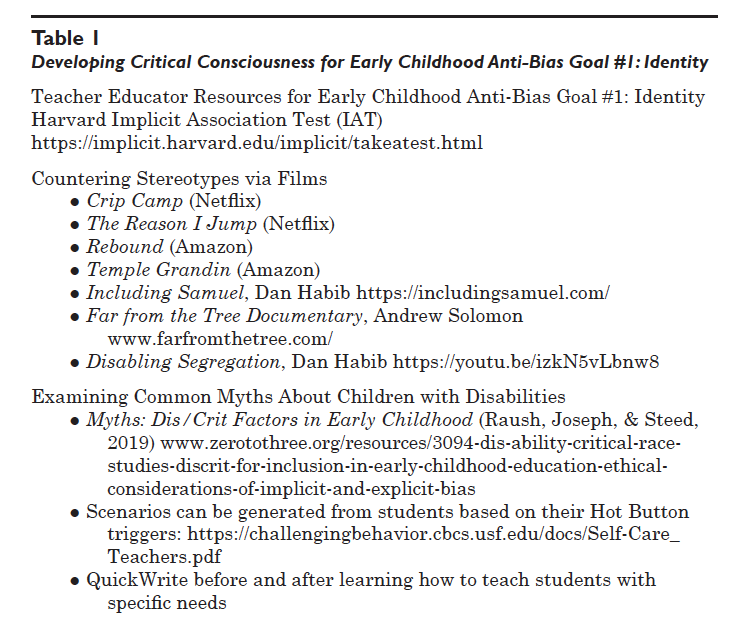 Table 1
Developing Critical Consciousness for Early Childhood Anti-Bias Goal #1: Identity
Teacher Educator Resources for Early Childhood Anti-Bias Goal #1: Identity
Harvard Implicit Association Test (IAT)
https://implicit.harvard.edu/implicit/takeatest.html
Countering Stereotypes via Films
● Crip Camp (Netflix)
● The Reason I Jump (Netflix)
● Rebound (Amazon)
● Temple Grandin (Amazon)
● Including Samuel, Dan Habib https://includingsamuel.com/
● Far from the Tree Documentary, Andrew Solomon
www.farfromthetree.com/
● Disabling Segregation, Dan Habib https://youtu.be/izkN5vLbnw8
Examining Common Myths About Children with Disabilities
● Myths: Dis/Crit Factors in Early Childhood (Raush, Joseph, & Steed,
2019) www.zerotothree.org/resources/3094-dis-ability-critical-race-
studies-discrit-for-inclusion-in-early-childhood-education-ethical-
considerations-of-implicit-and-explicit-bias
● Scenarios can be generated from students based on their Hot Button
triggers: https://challengingbehavior.cbcs.usf.edu/docs/Self-Care_
Teachers.pdf
● QuickWrite before and after learning how to teach students with
specific needs